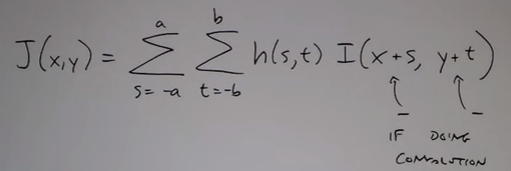 J(x,y) = Σ_{s=-a}^{a} Σ_{t=-b}^{b} h(s,t) I(x+s, y+t)
↑ – ↑ –
IF DOING
CONVOLUTION